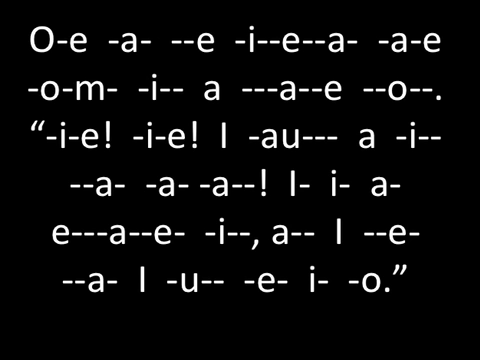 O-e -a- --e -i--e--a- -a-e
-o-m- -i-- a ---a--e --o--.
“-i-e! -i-e! I -au--- a -i--
--a- -a- -a--! I- i- a-
e---a--e- -i--, a-- I --e-
--a- I -u-- -e- i- -o.”